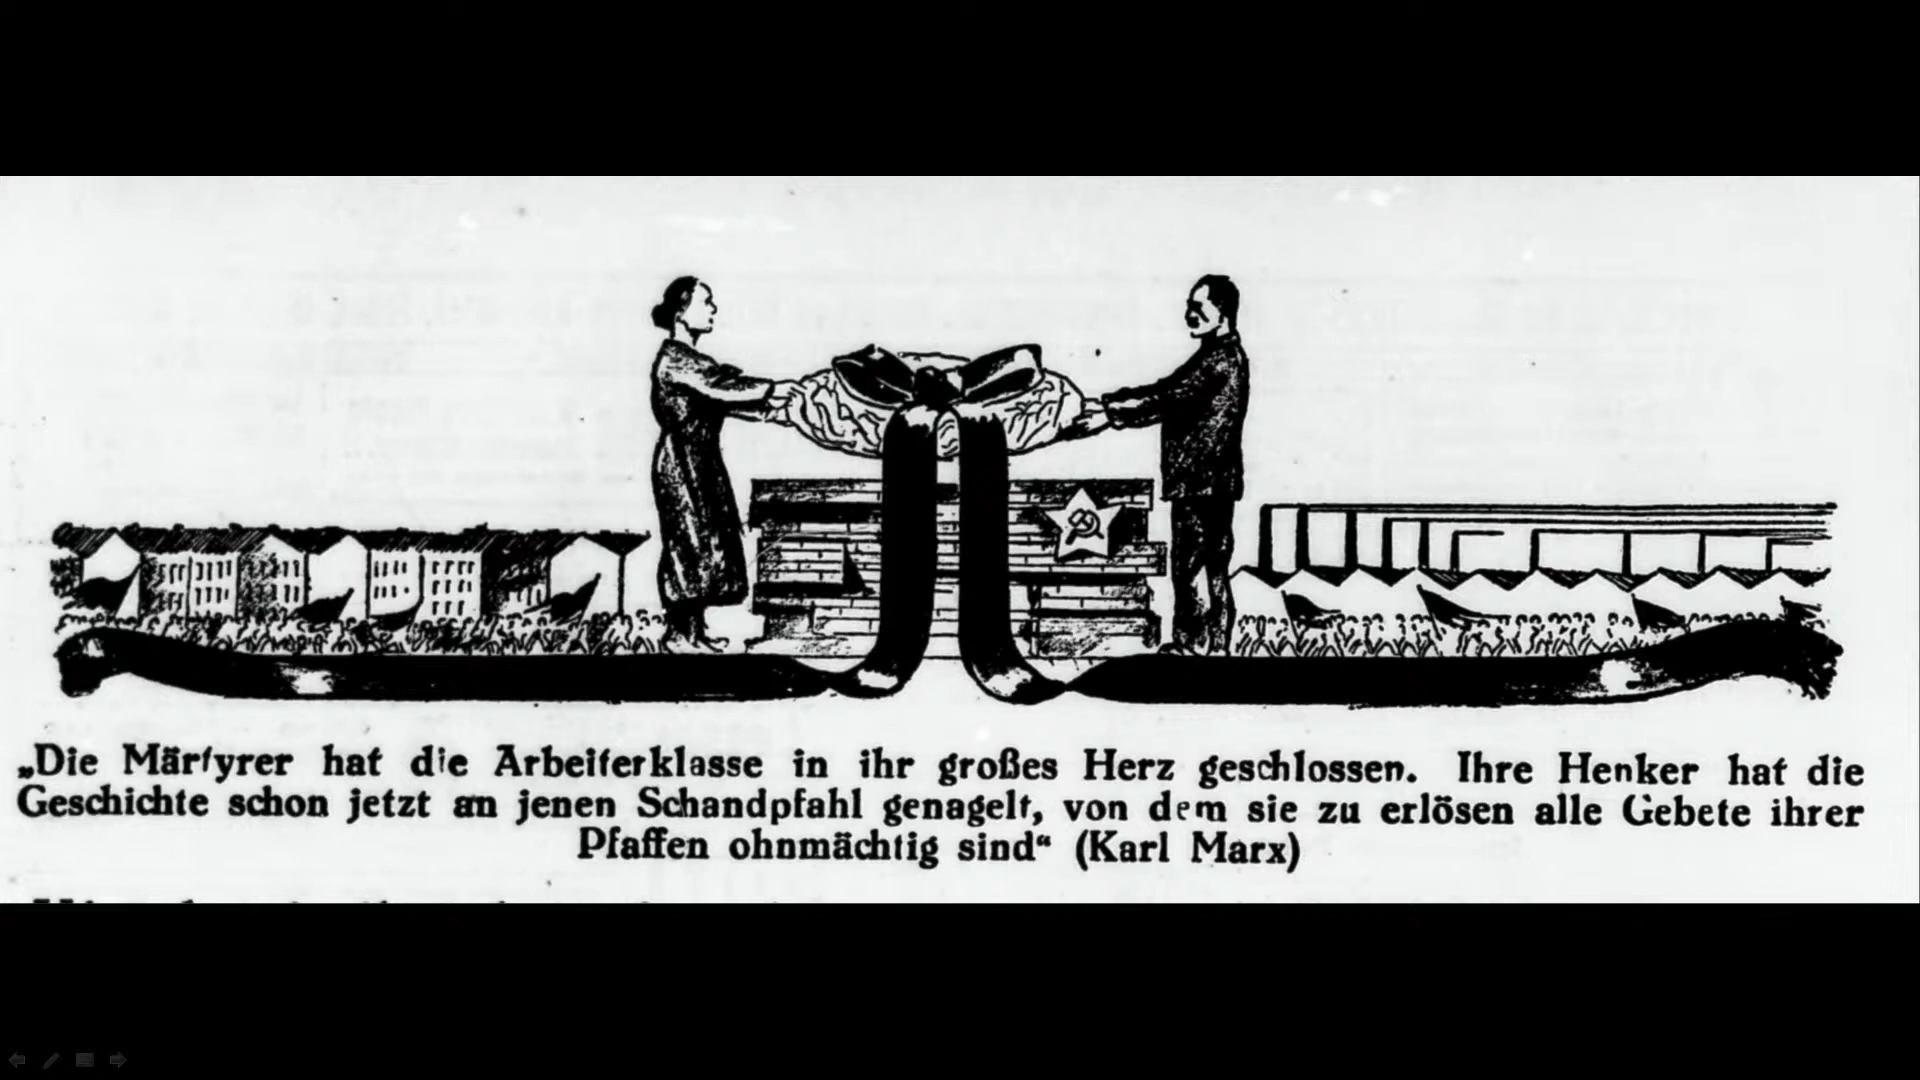 „Die Märtyrer hat die Arbeiterklasse in ihr großes Herz geschlossen. Ihre Henker hat die
Geschichte schon jetzt an jenen Schandpfahl genagelt, von dem sie zu erlösen alle Gebete ihrer
Pfaffen ohnmächtig sind“ (Karl Marx)